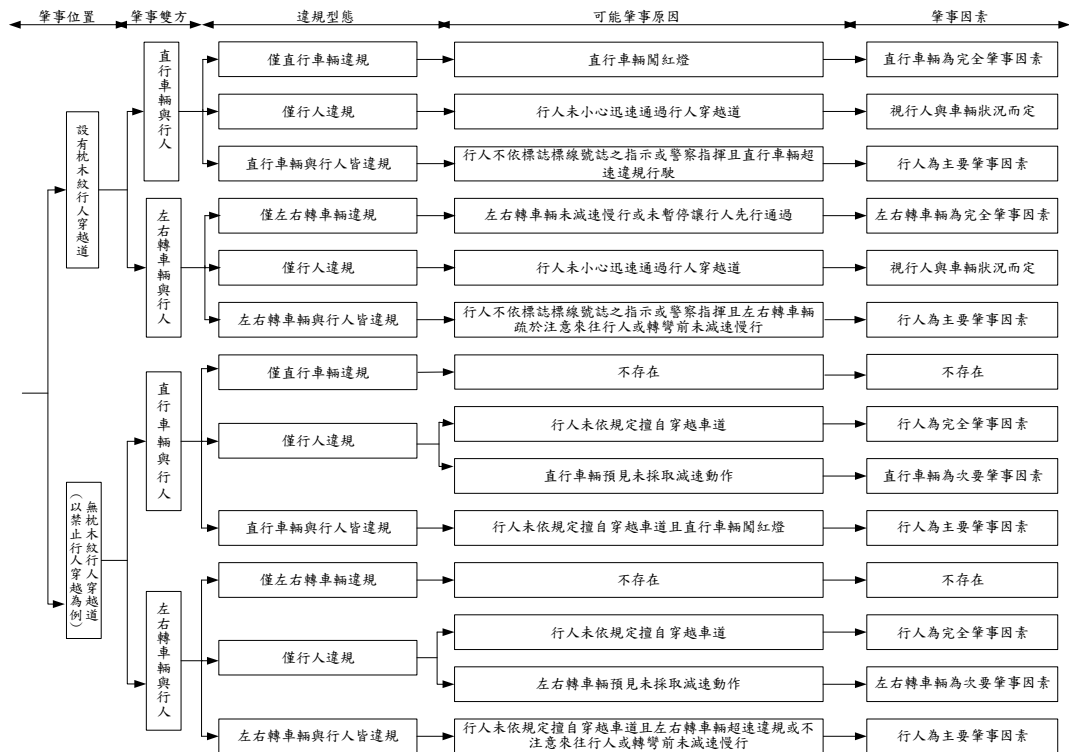 肇事位置 肇事雙方 違規型態 可能肇事原因 肇事因素
設有枕木紋行人穿越道
直行車輛與行人
僅直行車輛違規
直行車輛闖紅燈
直行車輛為完全肇事因素
僅行人違規
行人未小心迅速通過行人穿越道
視行人與車輛狀況而定
直行車輛與行人皆違規
行人不依標誌標線號誌之指示或警察指揮且直行車輛超
速違規行駛
行人為主要肇事因素
左右轉車輛與行人
僅左右轉車輛違規
左右轉車輛未減速慢行或未暫停讓行人先行通過
左右轉車輛為完全肇事因素
僅行人違規
行人未小心迅速通過行人穿越道
視行人與車輛狀況而定
左右轉車輛與行人皆違規
行人不依標誌標線號誌之指示或警察指揮且左右轉車輛
疏於注意來往行人或轉彎前未減速慢行
行人為主要肇事因素
無枕木紋行人穿越道
(以禁止行人穿越為例)
直行車輛與行人
僅直行車輛違規
不存在
不存在
僅行人違規
行人未依規定擅自穿越車道
行人為完全肇事因素
直行車輛預見未採取減速動作
直行車輛為次要肇事因素
直行車輛與行人皆違規
行人未依規定擅自穿越車道且直行車輛闖紅燈
行人為主要肇事因素
左右轉車輛與行人
僅左右轉車輛違規
不存在
不存在
僅行人違規
行人未依規定擅自穿越車道
行人為完全肇事因素
左右轉車輛預見未採取減速動作
左右轉車輛為次要肇事因素
左右轉車輛與行人皆違規
行人未依規定擅自穿越車道且左右轉車輛超速違規或不
注意來往行人或轉彎前未減速慢行
行人為主要肇事因素